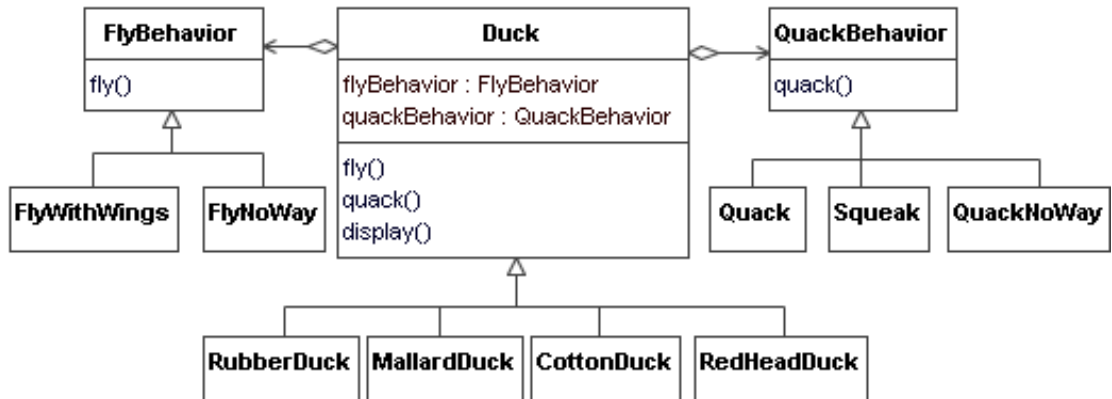 FlyBehavior
fly()
Duck
flyBehavior : FlyBehavior
quackBehavior : QuackBehavior
fly()
quack()
display()
QuackBehavior
quack()
FlyWithWings
FlyNoWay
Quack
Squeak
QuackNoWay
RubberDuck
MallardDuck
CottonDuck
RedHeadDuck